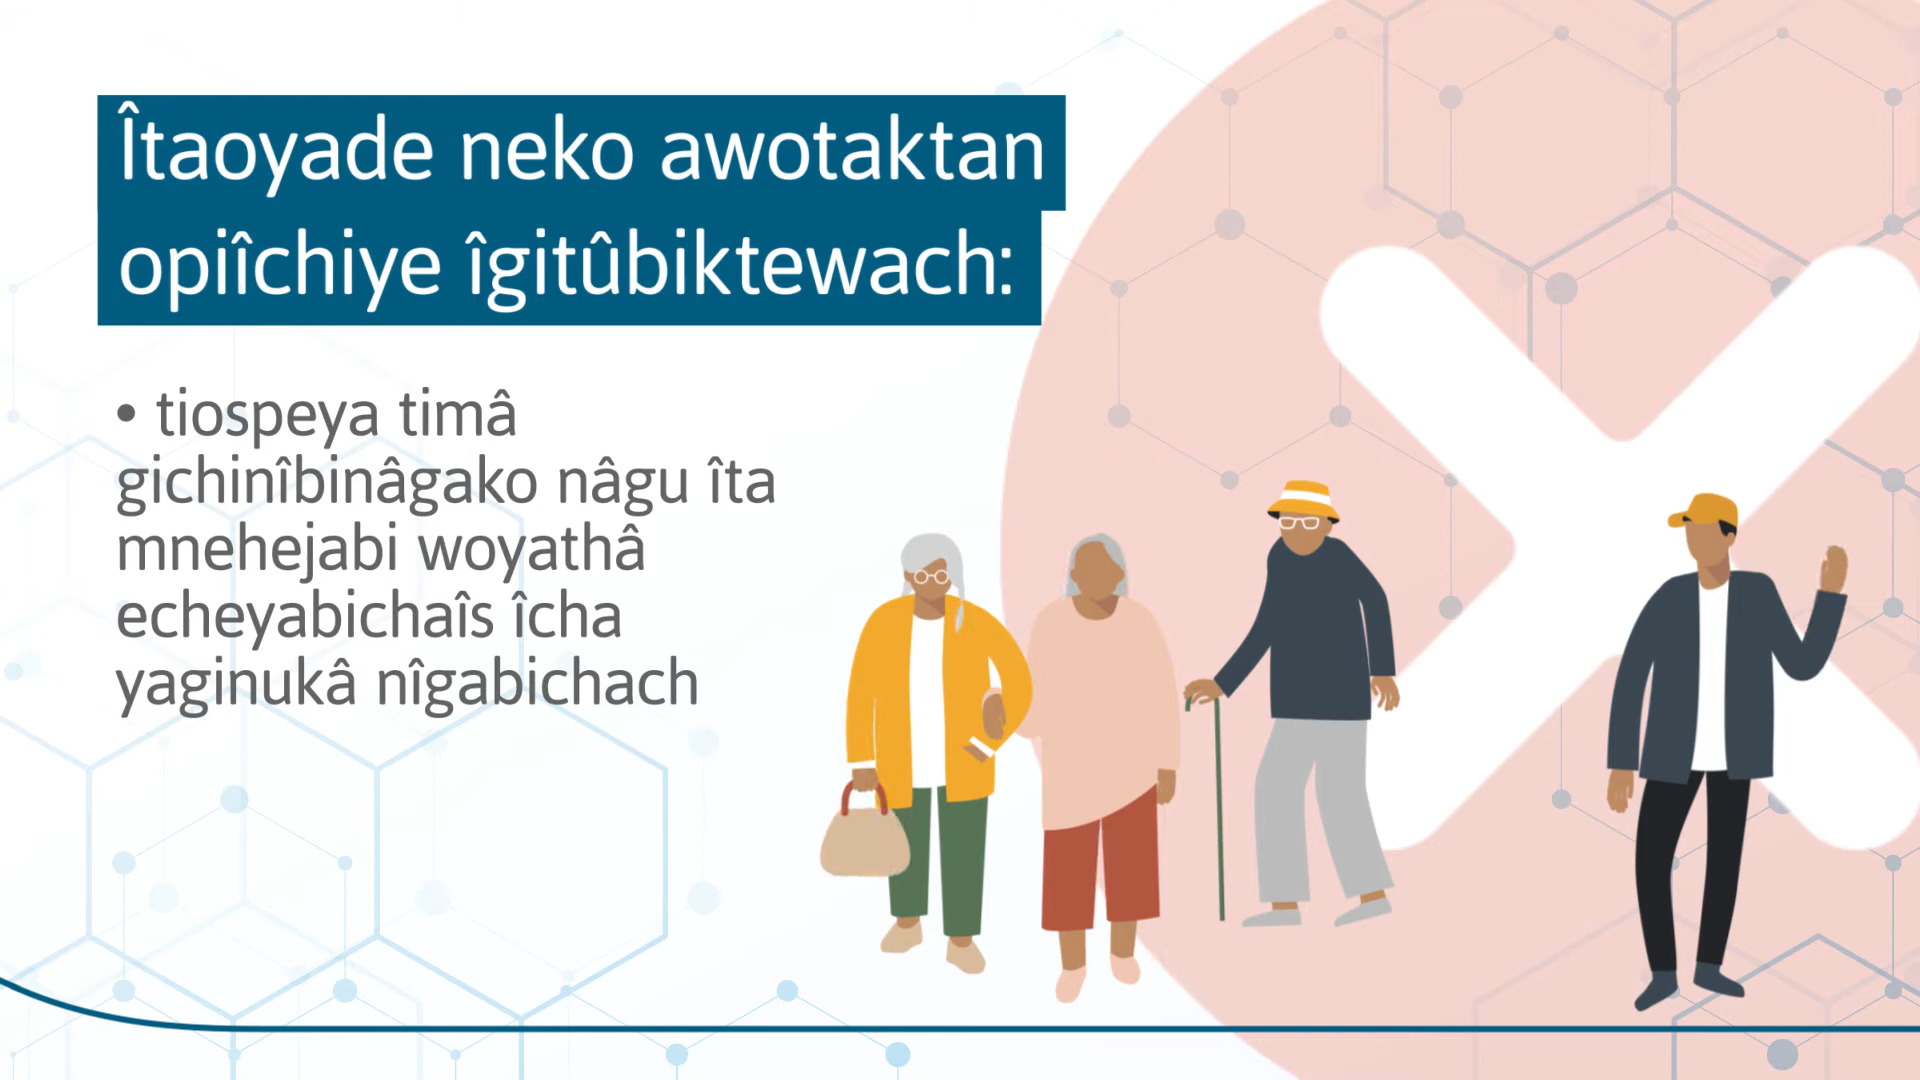 Îtaoyade neko awotaktan
opiîchiye îgitûbiktewach:
• tiospeya timâ
gichinîbinâgako nâgu îta
mnehejabi woyathâ
echeyabichaîs îcha
yaginukâ nîgabichach